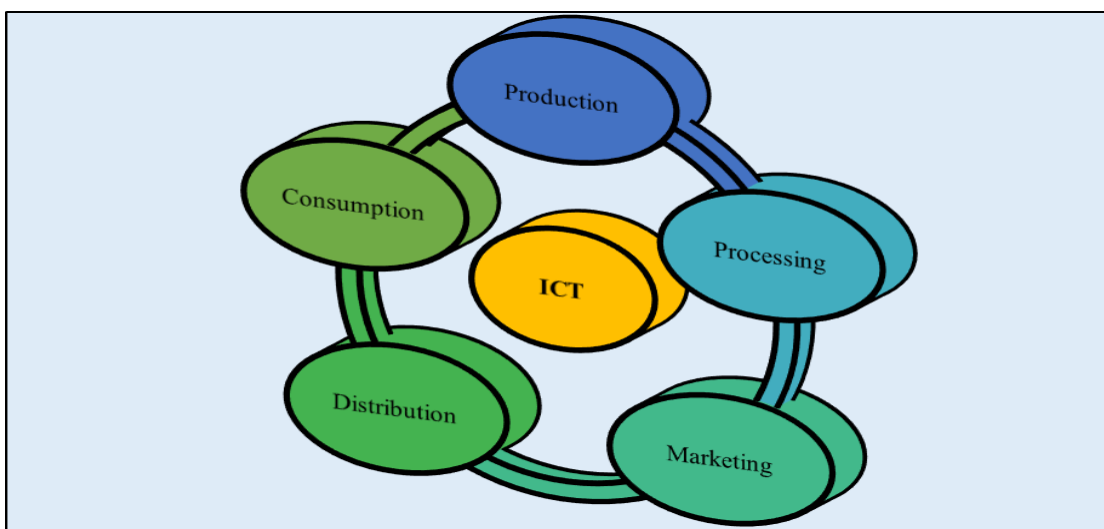 Production
Processing
Marketing
Distribution
Consumption
ICT